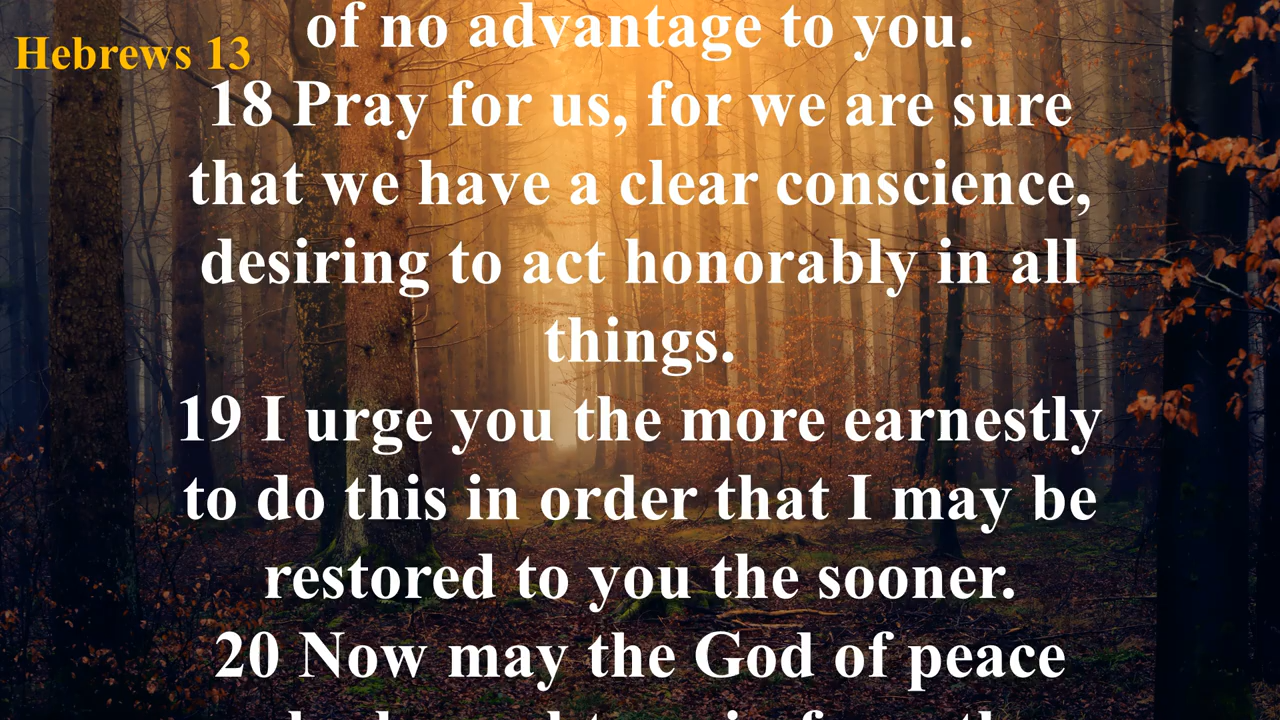 of no advantage to you.
Hebrews 13
18 Pray for us, for we are sure
that we have a clear conscience,
desiring to act honorably in all
things.
19 I urge you the more earnestly
to do this in order that I may be
restored to you the sooner.
20 Now may the God of peace